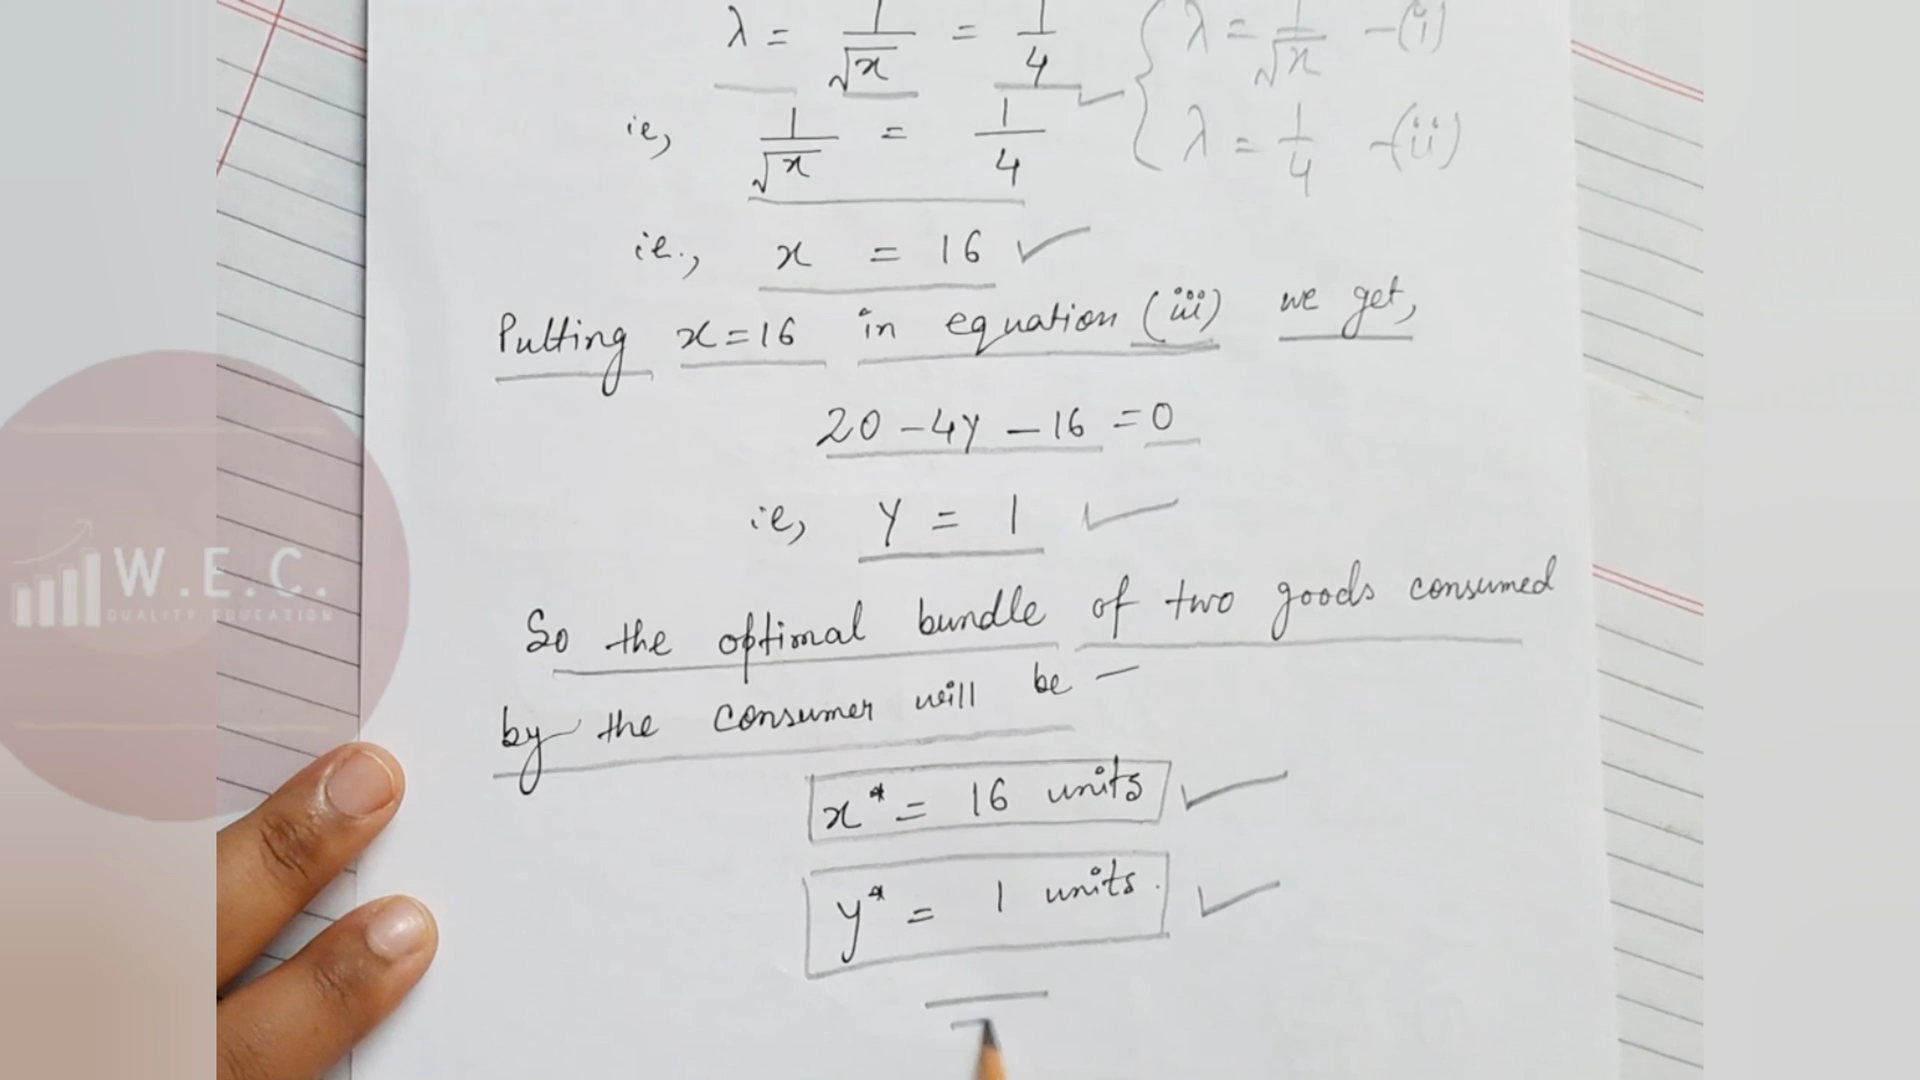 λ = 1/√x = 1/4 { λ = 1/√x -(i)
ie, 1/√x = 1/4 λ = 1/4 -(ii)
ie., x = 16 ✓
Putting x=16 in equation (iii) we get,
20 - 4y - 16 = 0
ie, y = 1 ✓
So the optimal bundle of two goods consumed
by the consumer will be —
x* = 16 units ✓
y* = 1 units. ✓
W.E.C.
QUALITY EDUCATION